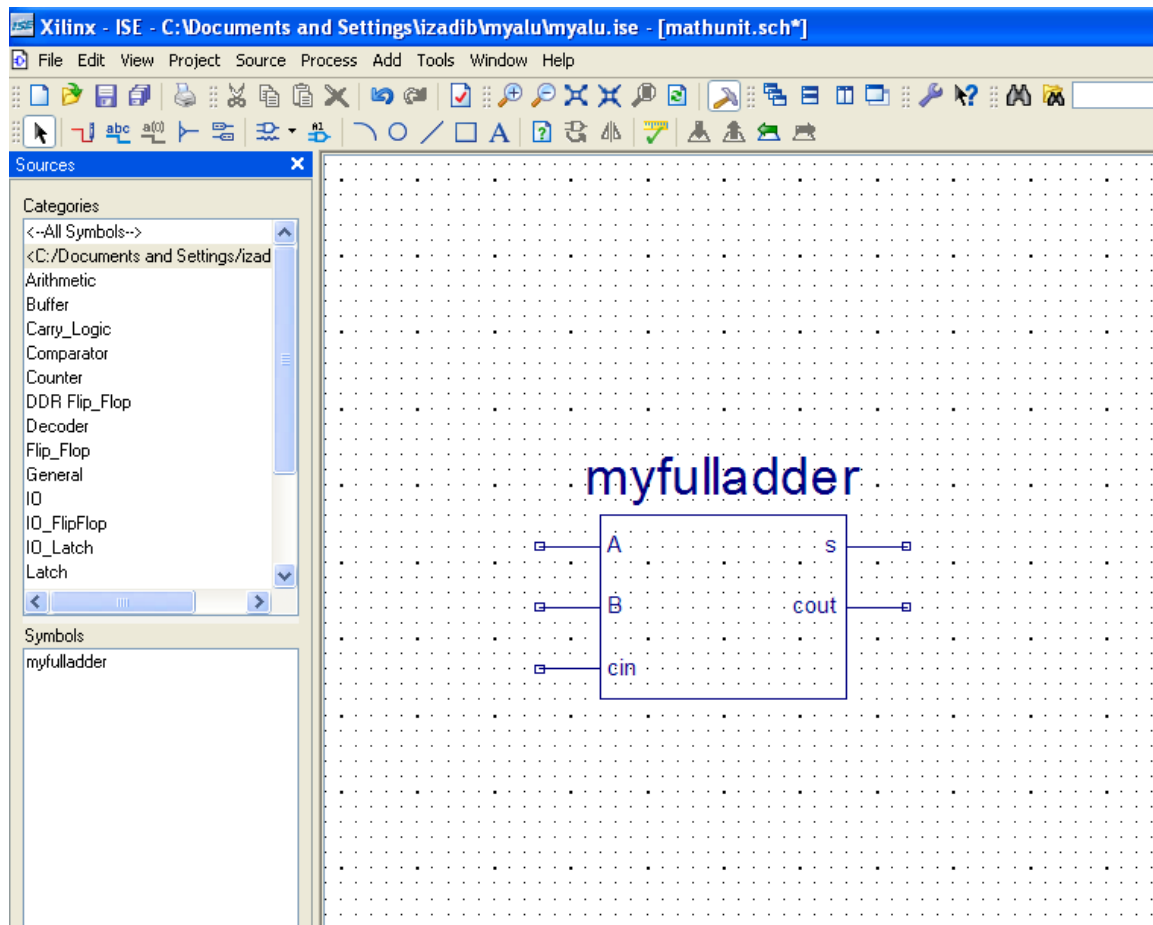 Xilinx - ISE - C:\Documents and Settings\izadib\myalu\myalu.ise - [mathunit.sch*]
File Edit View Project Source Process Add Tools Window Help
abc a(0) A
Sources
Categories
<--All Symbols-->
<C:/Documents and Settings/izad
Arithmetic
Buffer
Carry_Logic
Comparator
Counter
DDR Flip_Flop
Decoder
Flip_Flop
General
IO
IO_FlipFlop
IO_Latch
Latch
Symbols
myfulladder
myfulladder
A s
B cout
cin